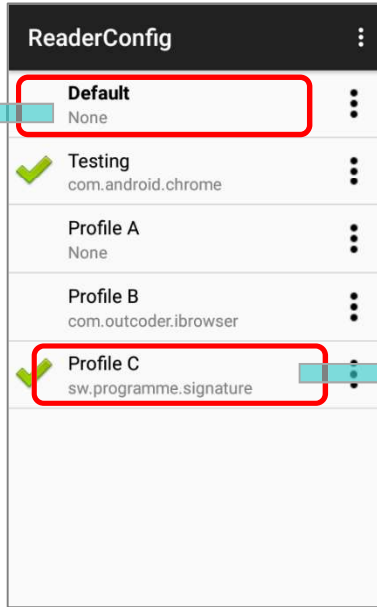 ReaderConfig
Default
None
Testing
com.android.chrome
Profile A
None
Profile B
com.outcoder.ibrowser
Profile C
sw.programme.signature